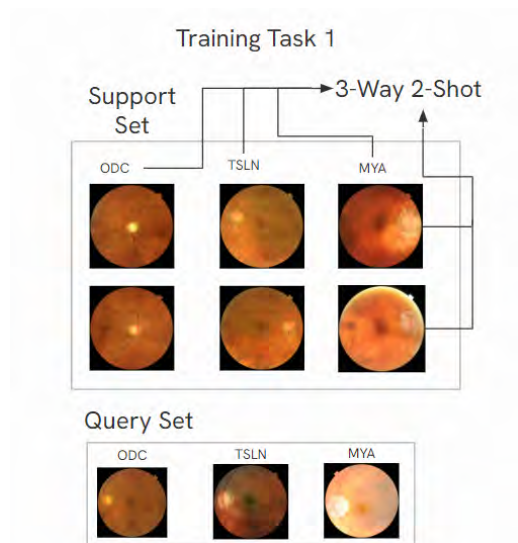 Training Task 1
3-Way 2-Shot
Support
Set
ODC TSLN MYA
Query Set
ODC TSLN MYA